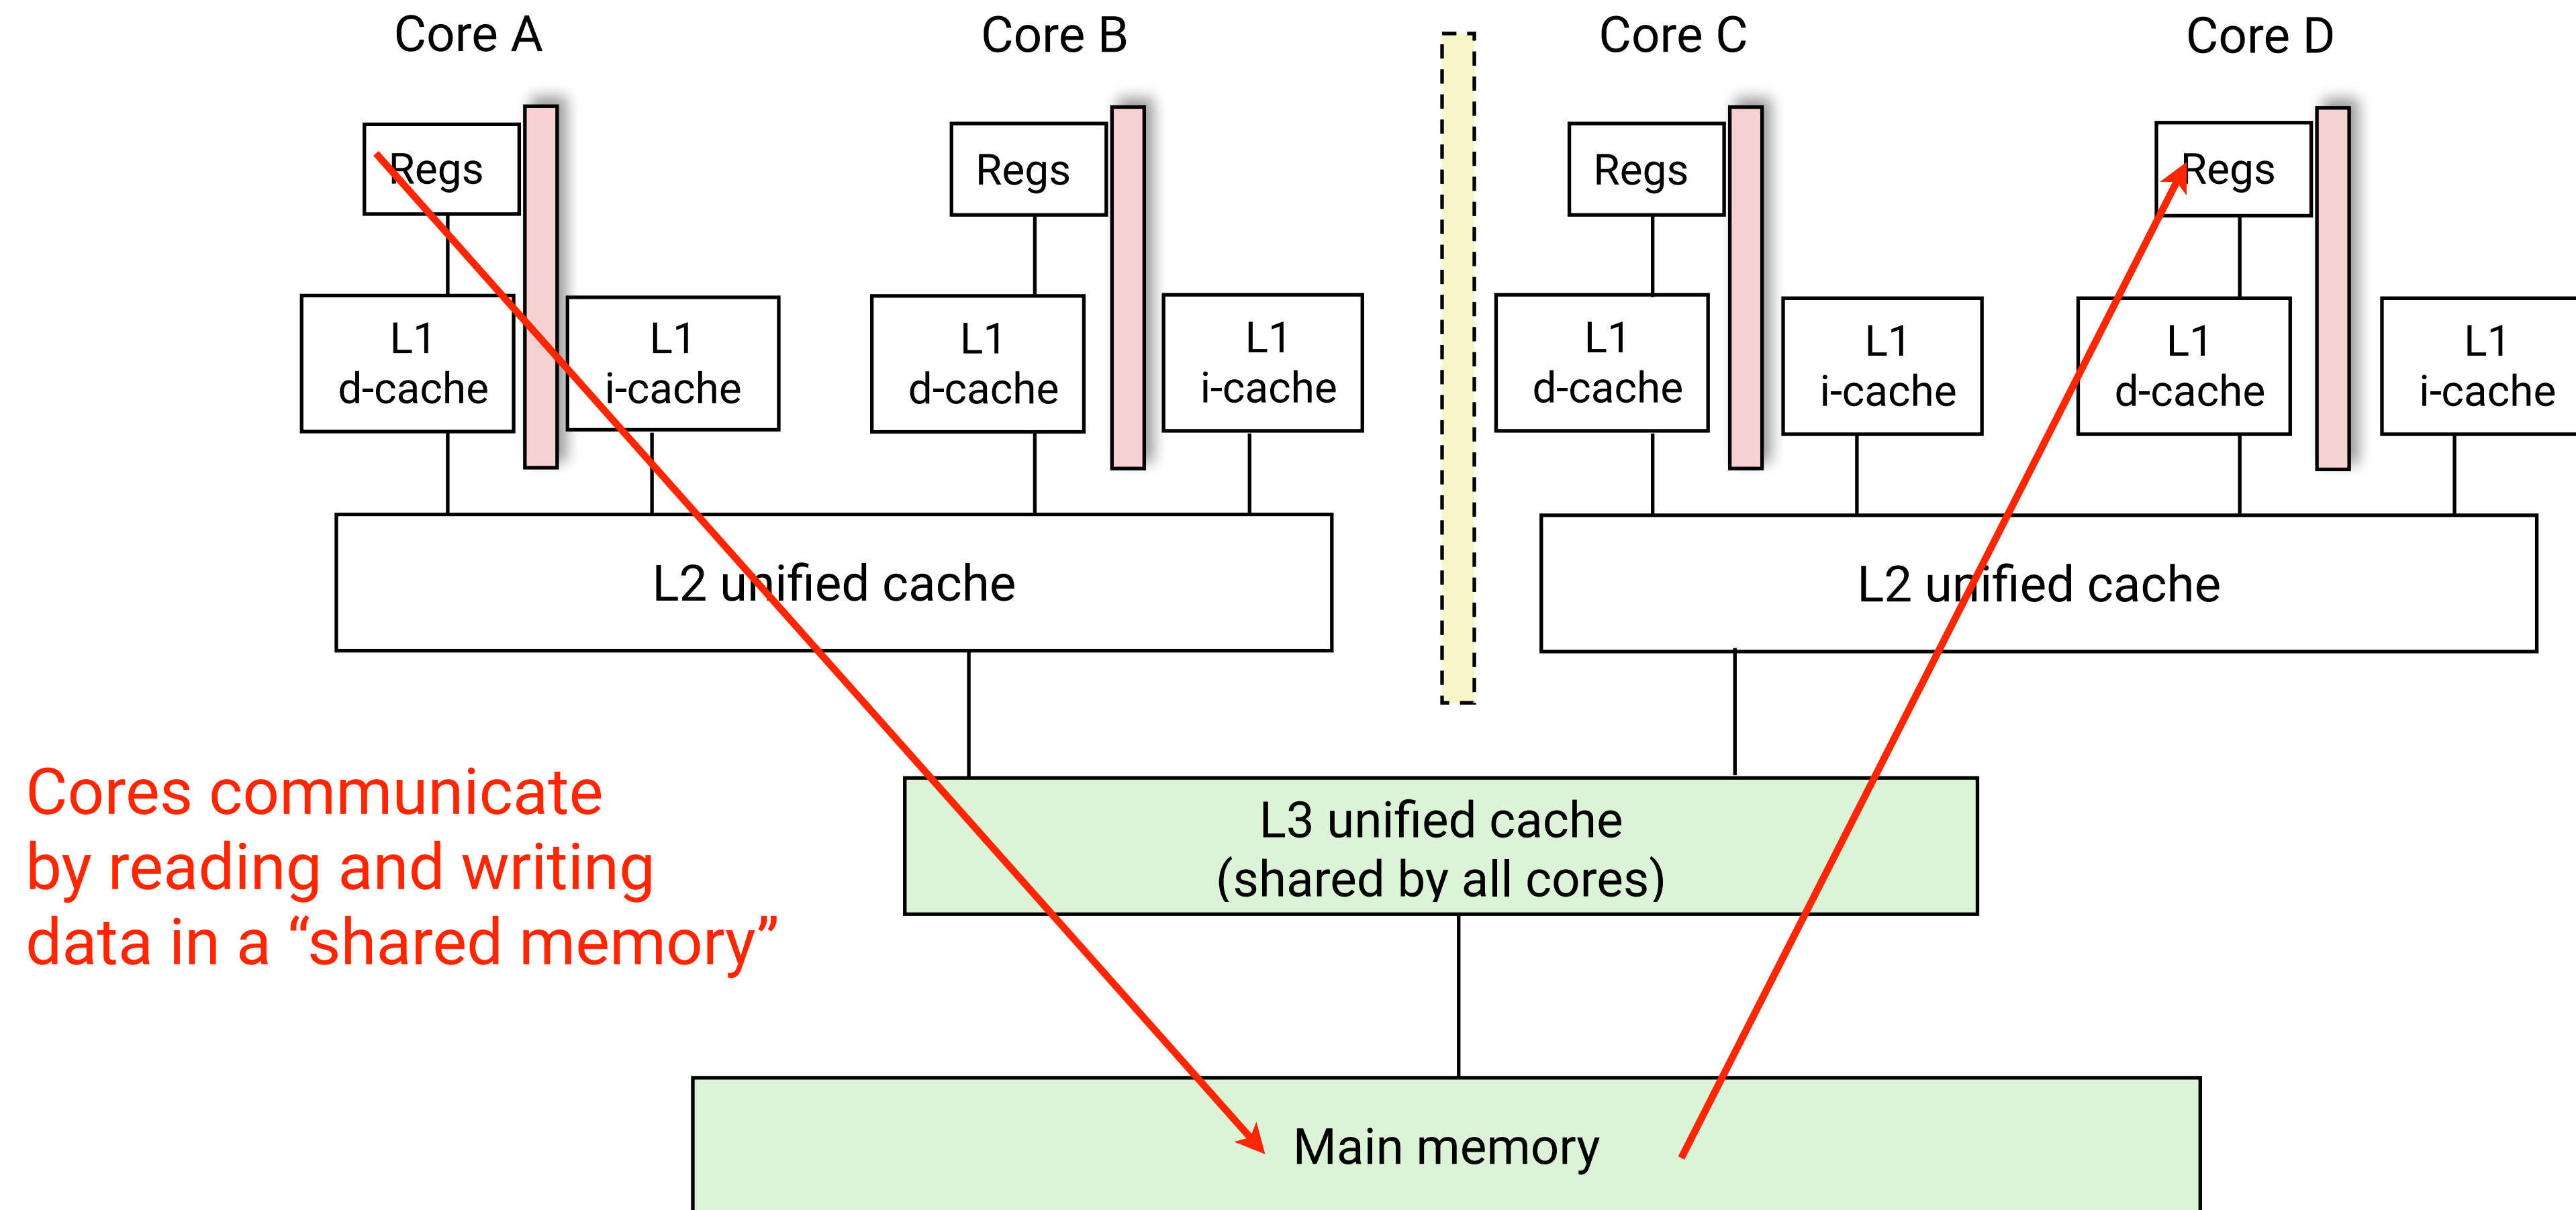 Core A
Core B
Core C
Core D
Regs
Regs
Regs
Regs
L1
d-cache
L1
i-cache
L1
d-cache
L1
i-cache
L1
d-cache
L1
i-cache
L1
d-cache
L1
i-cache
L2 unified cache
L2 unified cache
Cores communicate
by reading and writing
data in a “shared memory”
L3 unified cache
(shared by all cores)
Main memory